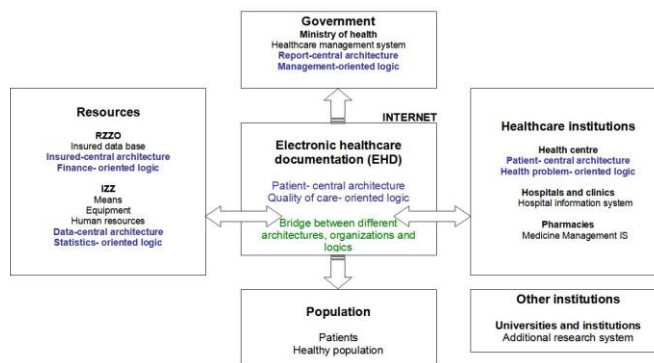 Government
Ministry of health
Healthcare management system
Report-central architecture
Management-oriented logic
Resources
RZZO
Insured data base
Insured-central architecture
Finance- oriented logic
IZZ
Means
Equipment
Human resources
Data-central architecture
Statistics- oriented logic
INTERNET
Electronic healthcare
documentation (EHD)
Patient- central architecture
Quality of care- oriented logic
Bridge between different
architectures, organizations and
logics
Healthcare institutions
Health centre
Patient- central architecture
Health problem- oriented logic
Hospitals and clinics
Hospital information system
Pharmacies
Medicine Management IS
Population
Patients
Healthy population
Other institutions
Universities and institutions
Additional research system